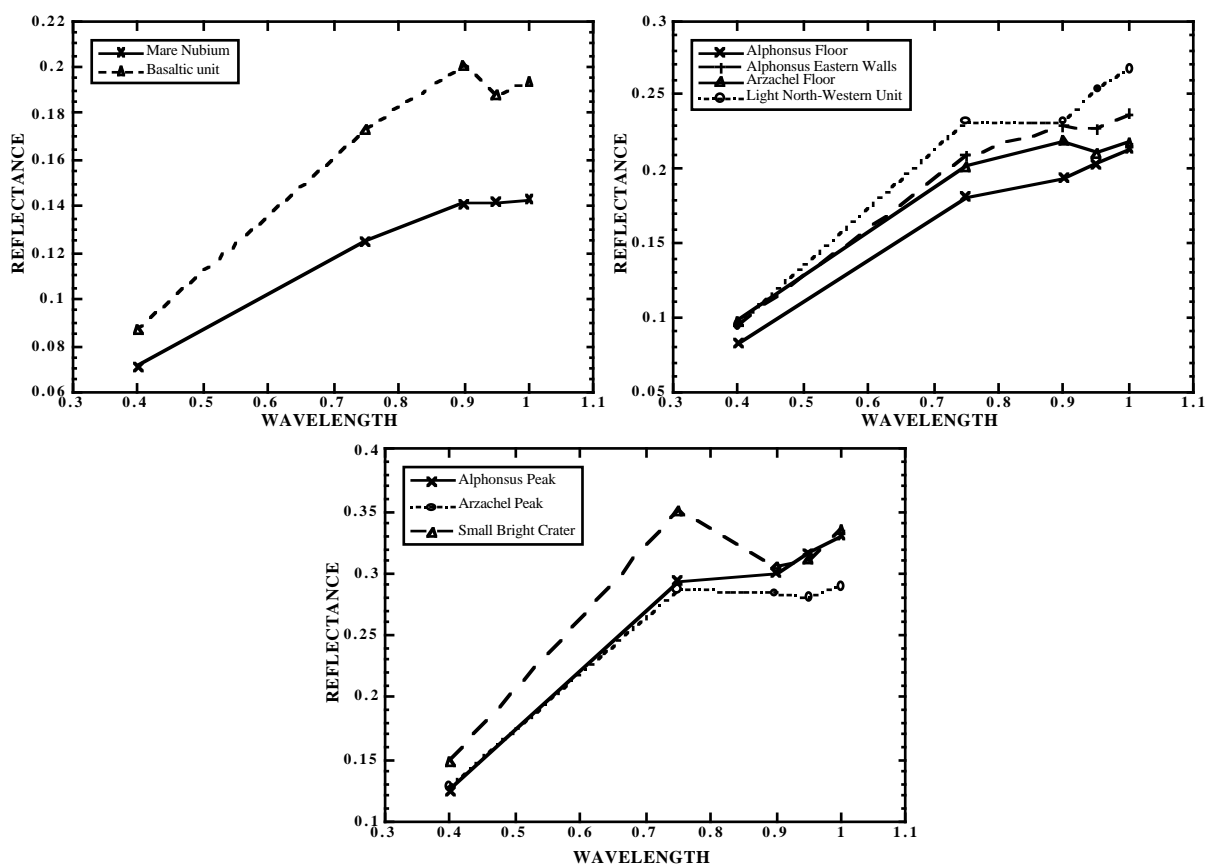 0.22
0.2
0.18
0.16
0.14
0.12
0.1
0.08
0.06
REFLECTANCE
Mare Nubium
Basaltic unit
0.3 0.4 0.5 0.6 0.7 0.8 0.9 1 1.1
WAVELENGTH
0.3
0.25
0.2
0.15
0.1
0.05
REFLECTANCE
Alphonsus Floor
Alphonsus Eastern Walls
Arzachel Floor
Light North-Western Unit
0.3 0.4 0.5 0.6 0.7 0.8 0.9 1 1.1
WAVELENGTH
0.4
0.35
0.3
0.25
0.2
0.15
0.1
REFLECTANCE
Alphonsus Peak
Arzachel Peak
Small Bright Crater
0.3 0.4 0.5 0.6 0.7 0.8 0.9 1 1.1
WAVELENGTH